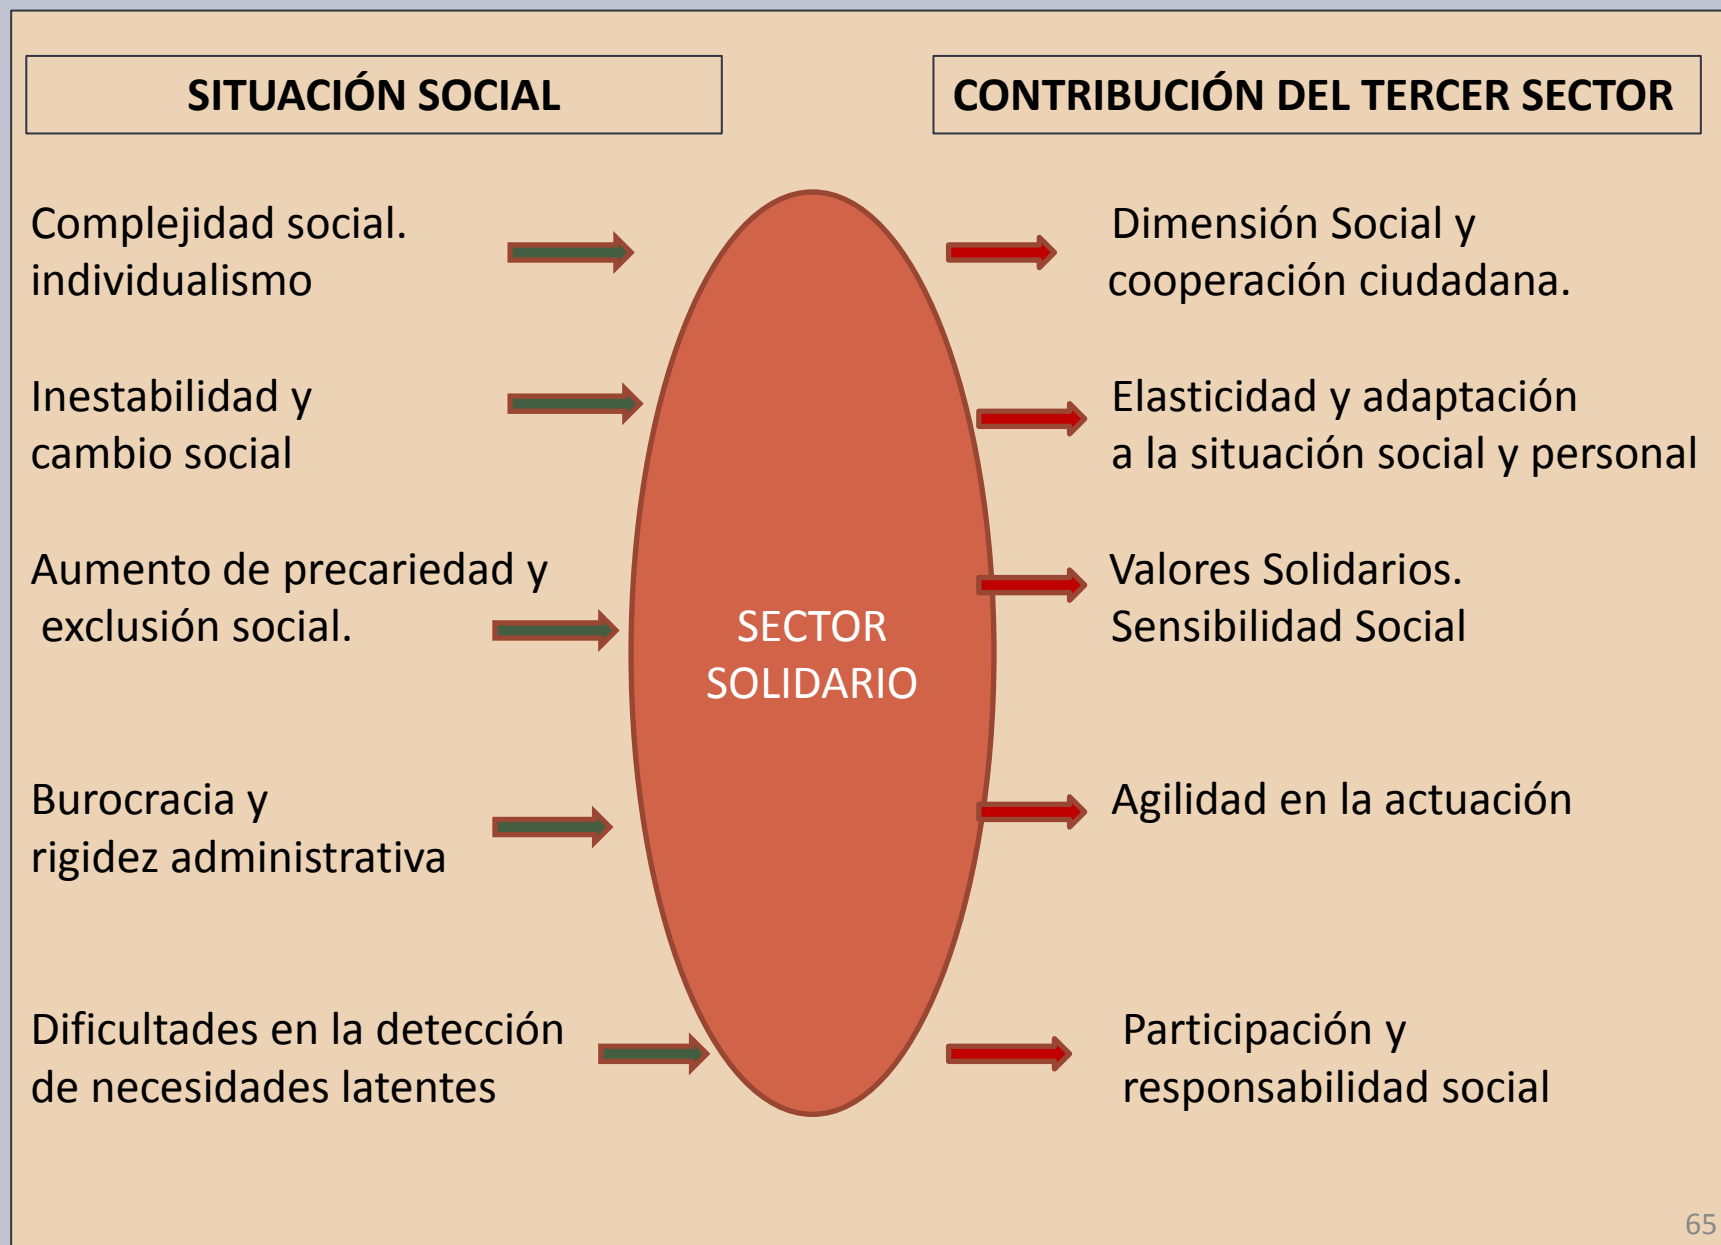 SITUACIÓN SOCIAL
CONTRIBUCIÓN DEL TERCER SECTOR
Complejidad social.
individualismo
Dimensión Social y
cooperación ciudadana.
Inestabilidad y
cambio social
Elasticidad y adaptación
a la situación social y personal
Aumento de precariedad y
exclusión social.
Valores Solidarios.
Sensibilidad Social
SECTOR
SOLIDARIO
Burocracia y
rigidez administrativa
Agilidad en la actuación
Dificultades en la detección
de necesidades latentes
Participación y
responsabilidad social
65